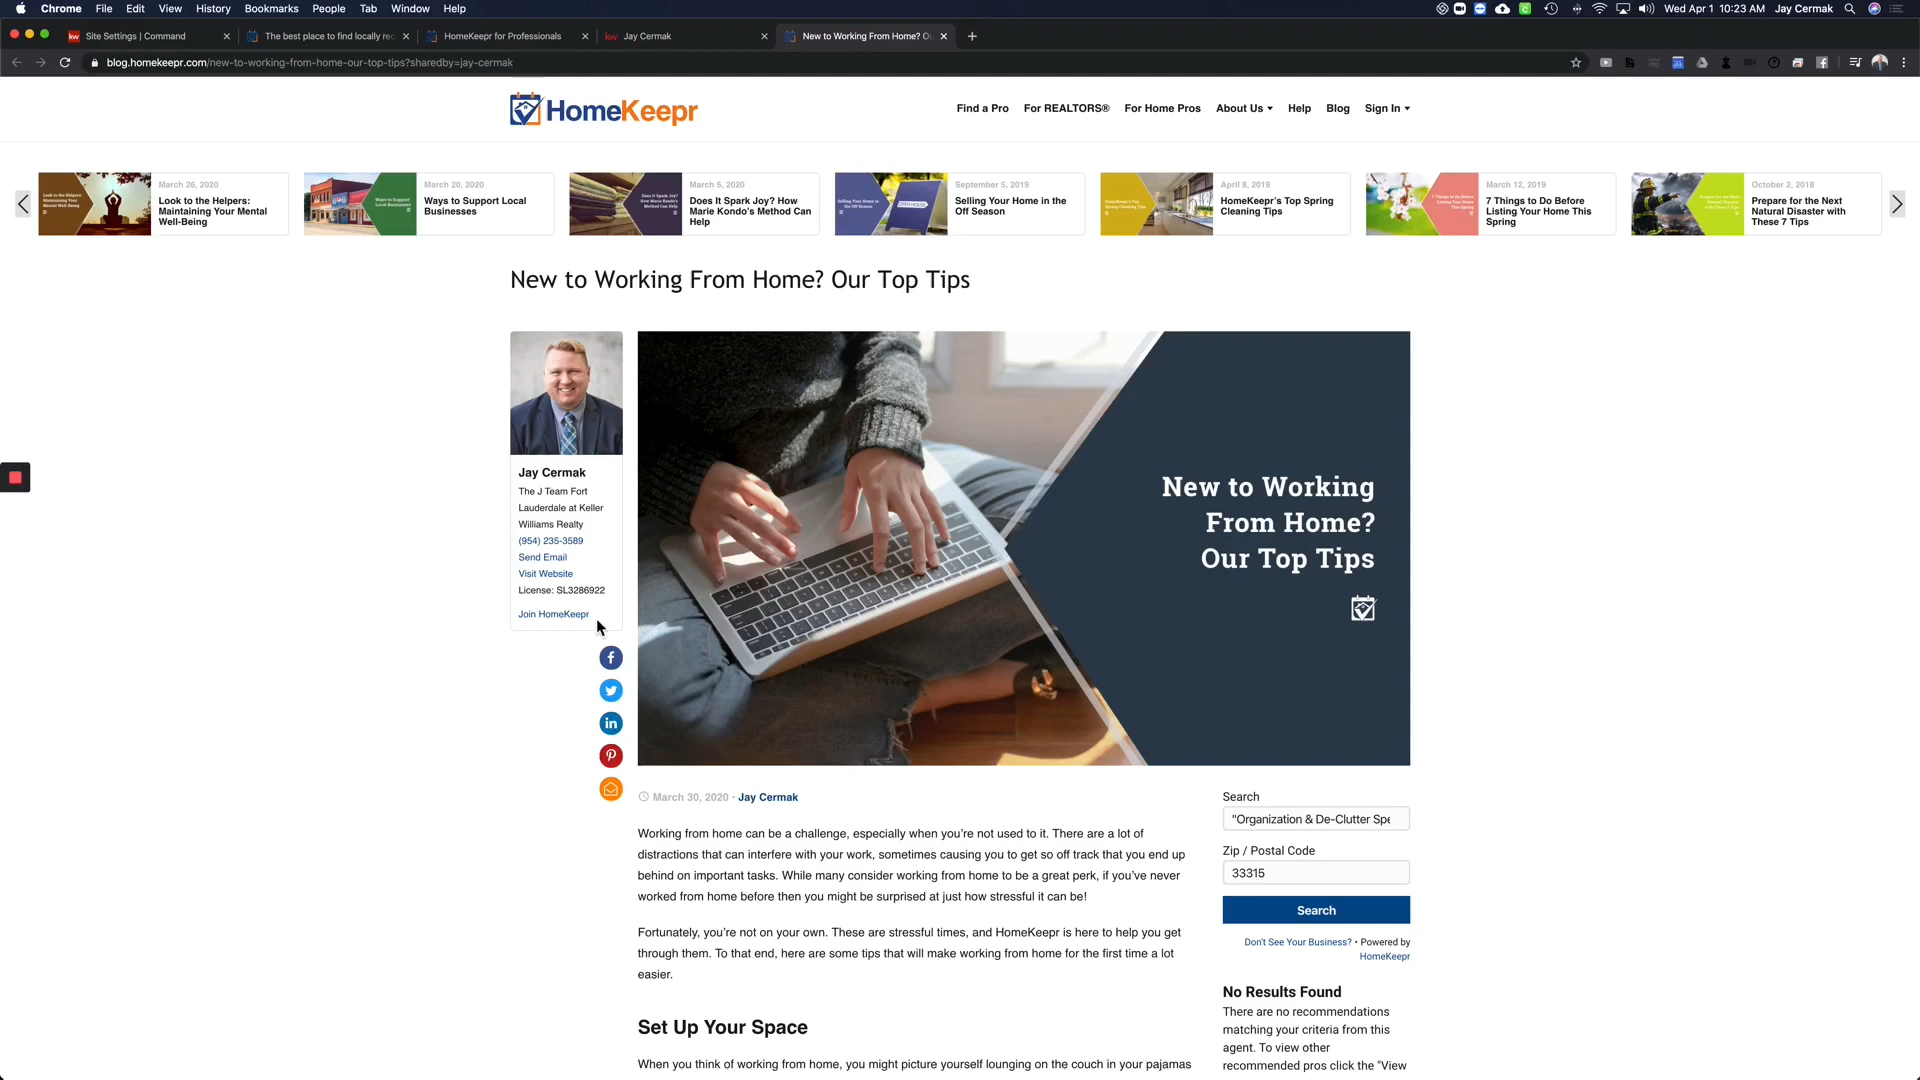 Chrome File Edit View History Bookmarks People Tab Window Help
Wed Apr 1 10:23 AM Jay Cermak
Site Settings | Command
The best place to find locally rec
HomeKeepr for Professionals
Jay Cermak
New to Working From Home? Ou
blog.homekeepr.com/new-to-working-from-home-our-top-tips?sharedby=jay-cermak
HomeKeepr
Find a Pro For REALTORS® For Home Pros About Us Help Blog Sign In
March 26, 2020
Look to the Helpers:
Maintaining Your Mental
Well-Being
March 20, 2020
Ways to Support Local
Businesses
March 5, 2020
Does It Spark Joy? How
Marie Kondo's Method Can
Help
September 5, 2019
Selling Your Home in the
Off Season
April 8, 2019
HomeKeepr's Top Spring
Cleaning Tips
March 12, 2019
7 Things to Do Before
Listing Your Home This
Spring
October 2, 2018
Prepare for the Next
Natural Disaster with
These 7 Tips
New to Working From Home? Our Top Tips
Jay Cermak
The J Team Fort
Lauderdale at Keller
Williams Realty
(954) 235-3589
Send Email
Visit Website
License: SL3286922
Join HomeKeepr
New to Working
From Home?
Our Top Tips
March 30, 2020 · Jay Cermak
Working from home can be a challenge, especially when you're not used to it. There are a lot of
distractions that can interfere with your work, sometimes causing you to get so off track that you end up
behind on important tasks. While many consider working from home to be a great perk, if you've never
worked from home before then you might be surprised at just how stressful it can be!
Fortunately, you're not on your own. These are stressful times, and HomeKeepr is here to help you get
through them. To that end, here are some tips that will make working from home for the first time a lot
easier.
Set Up Your Space
When you think of working from home, you might picture yourself lounging on the couch in your pajamas
Search
"Organization & De-Clutter Spe
Zip / Postal Code
33315
Search
Don't See Your Business? • Powered by
HomeKeepr
No Results Found
There are no recommendations
matching your criteria from this
agent. To view other
recommended pros click the "View